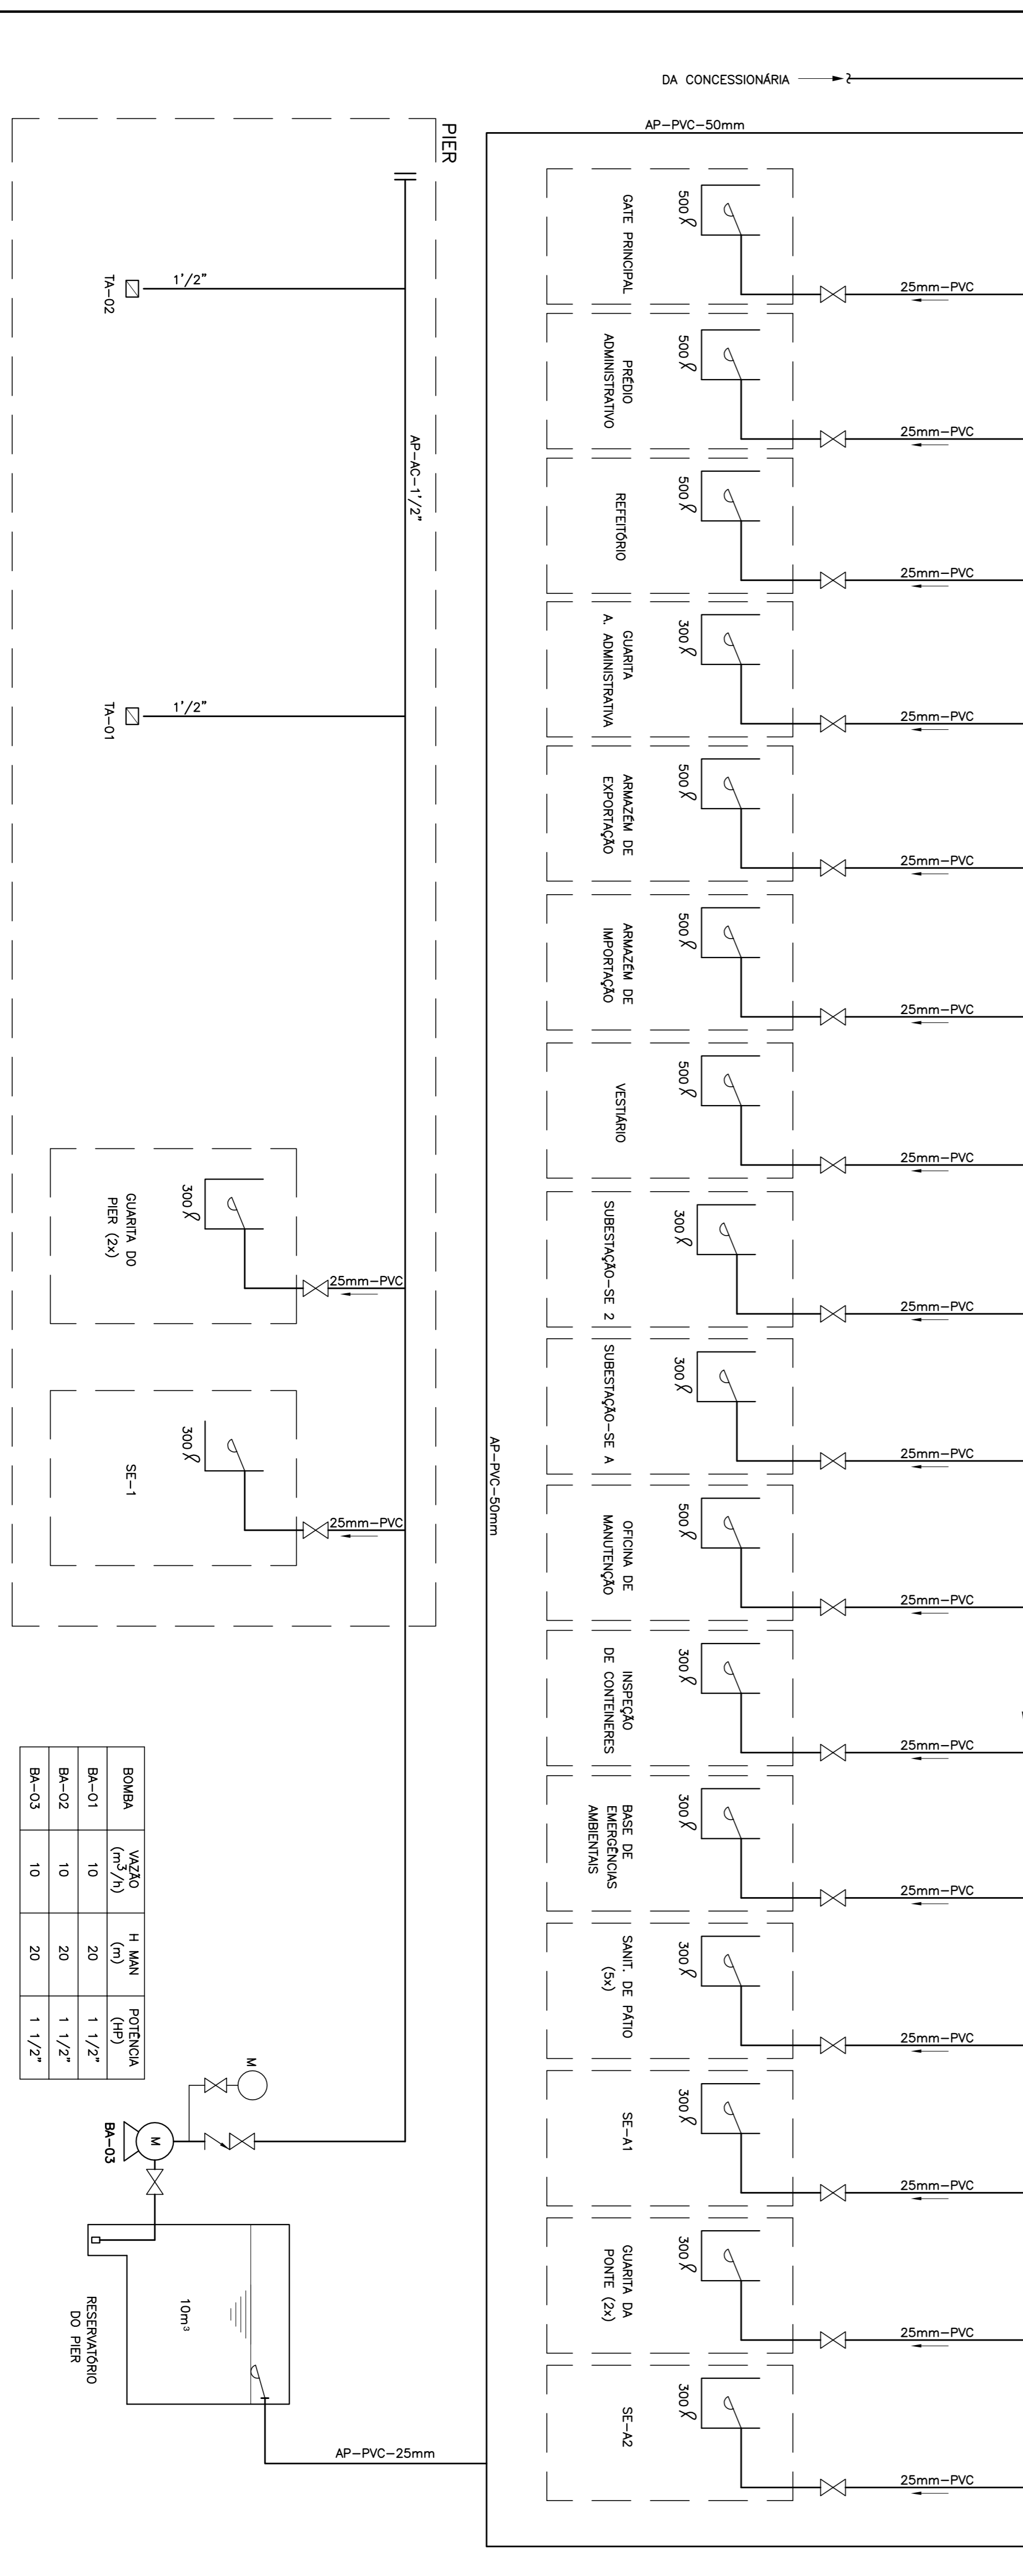 DA CONCESSIONÁRIA
AP-PVC-50mm
PIER
GATE PRINCIPAL
500 ℓ
25mm-PVC
TA-02
1'/2"
PRÉDIO
ADMINISTRATIVO
500 ℓ
25mm-PVC
AP-AC-1'/2"
REFEITÓRIO
500 ℓ
25mm-PVC
GUARITA
A. ADMINISTRATIVA
300 ℓ
25mm-PVC
TA-01
1'/2"
ARMAZÉM DE
EXPORTAÇÃO
500 ℓ
25mm-PVC
ARMAZÉM DE
IMPORTAÇÃO
500 ℓ
25mm-PVC
VESTIÁRIO
500 ℓ
25mm-PVC
GUARITA DO
PIER (2x)
300 ℓ
25mm-PVC
SUBESTAÇÃO-SE 2
300 ℓ
25mm-PVC
SUBESTAÇÃO-SE A
300 ℓ
25mm-PVC
SE-1
300 ℓ
25mm-PVC
AP-PVC-50mm
OFICINA DE
MANUTENÇÃO
500 ℓ
25mm-PVC
INSPEÇÃO
DE CONTEINERES
300 ℓ
25mm-PVC
BASE DE
EMERGÊNCIAS
AMBIENTAIS
300 ℓ
25mm-PVC
SANIT. DE PÁTIO
(5x)
300 ℓ
25mm-PVC
SE-A1
300 ℓ
25mm-PVC
GUARITA DA
PONTE (2x)
300 ℓ
25mm-PVC
SE-A2
300 ℓ
25mm-PVC
BOMBA VAZÃO (m³/h) H MAN (m) POTÊNCIA (HP)
BA-01 10 20 1 1/2"
BA-02 10 20 1 1/2"
BA-03 10 20 1 1/2"
M
M
BA-03
10m³
RESERVATÓRIO
DO PIER
AP-PVC-25mm